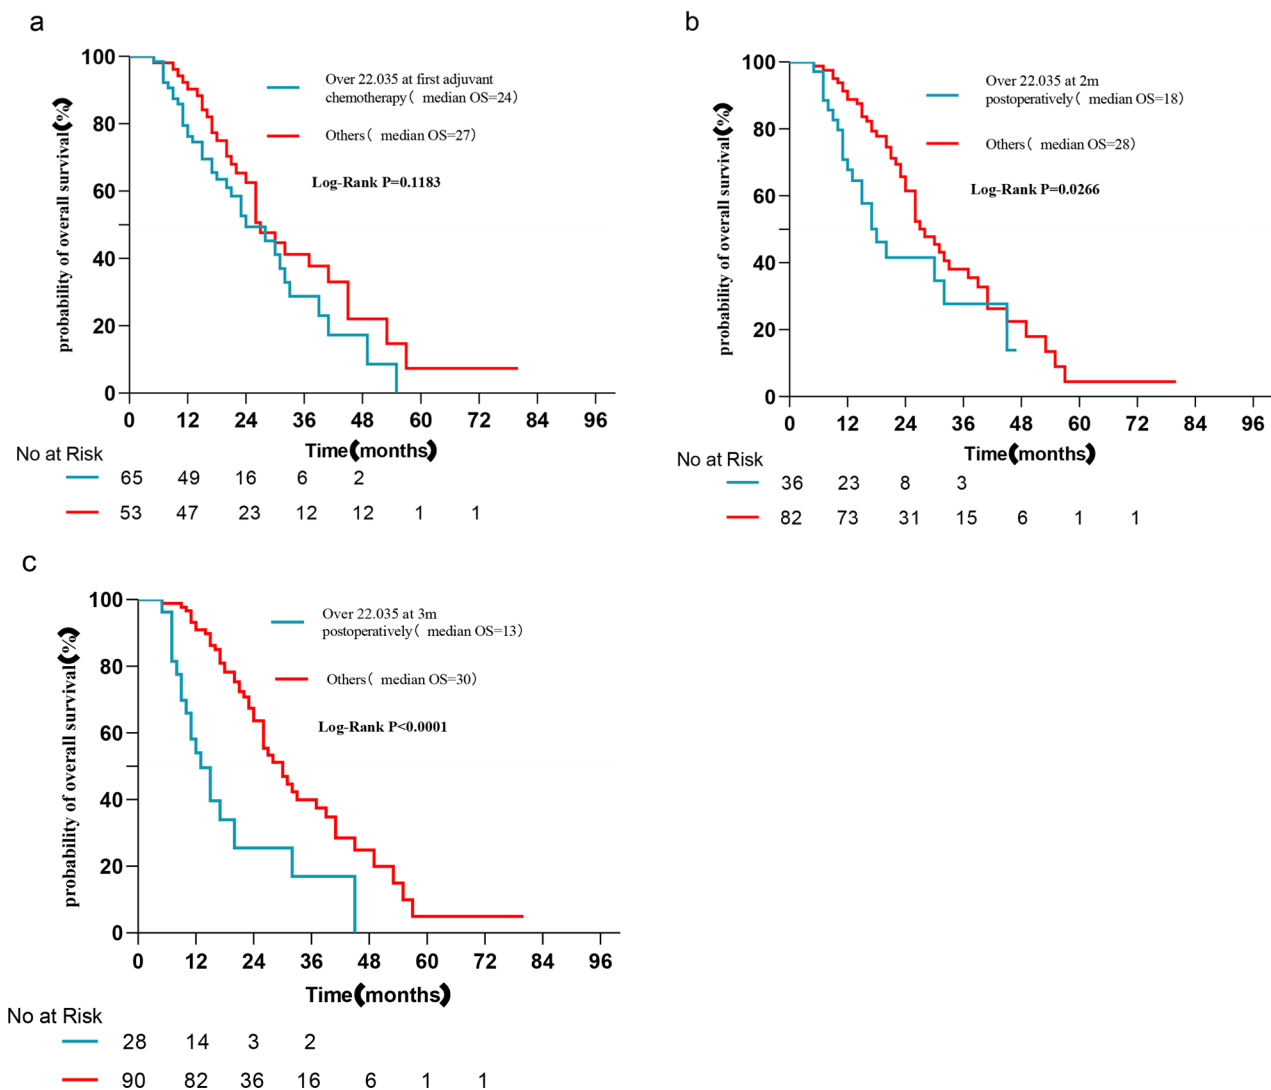 a
100
80
60
40
20
0
probability of overall survival(%)
Over 22.035 at first adjuvant
chemotherapy( median OS=24)
Others( median OS=27)
Log-Rank P=0.1183
0 12 24 36 48 60 72 84 96
Time(months)
No at Risk
65 49 16 6 2
53 47 23 12 12 1 1
b
100
80
60
40
20
0
probability of overall survival(%)
Over 22.035 at 2m
postoperatively( median OS=18)
Others( median OS=28)
Log-Rank P=0.0266
0 12 24 36 48 60 72 84 96
Time(months)
No at Risk
36 23 8 3
82 73 31 15 6 1 1
c
100
80
60
40
20
0
probability of overall survival(%)
Over 22.035 at 3m
postoperatively( median OS=13)
Others( median OS=30)
Log-Rank P<0.0001
0 12 24 36 48 60 72 84 96
Time(months)
No at Risk
28 14 3 2
90 82 36 16 6 1 1